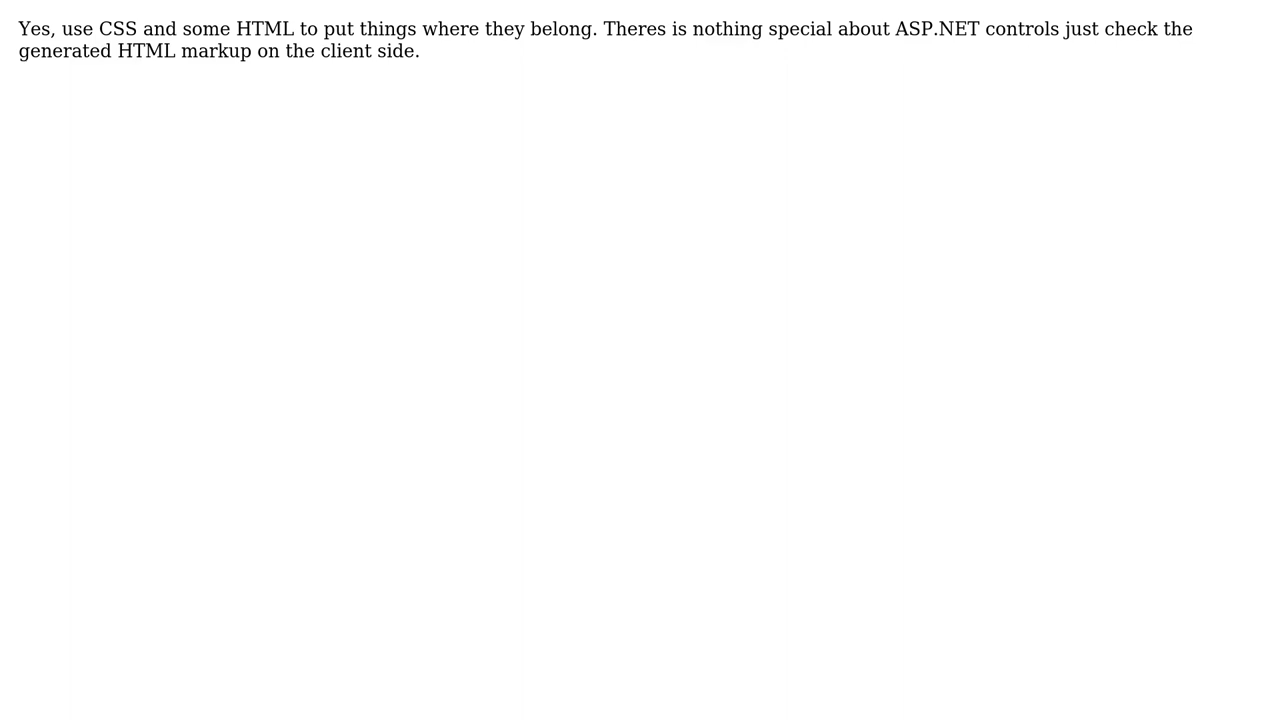 Yes, use CSS and some HTML to put things where they belong. Theres is nothing special about ASP.NET controls just check the
generated HTML markup on the client side.